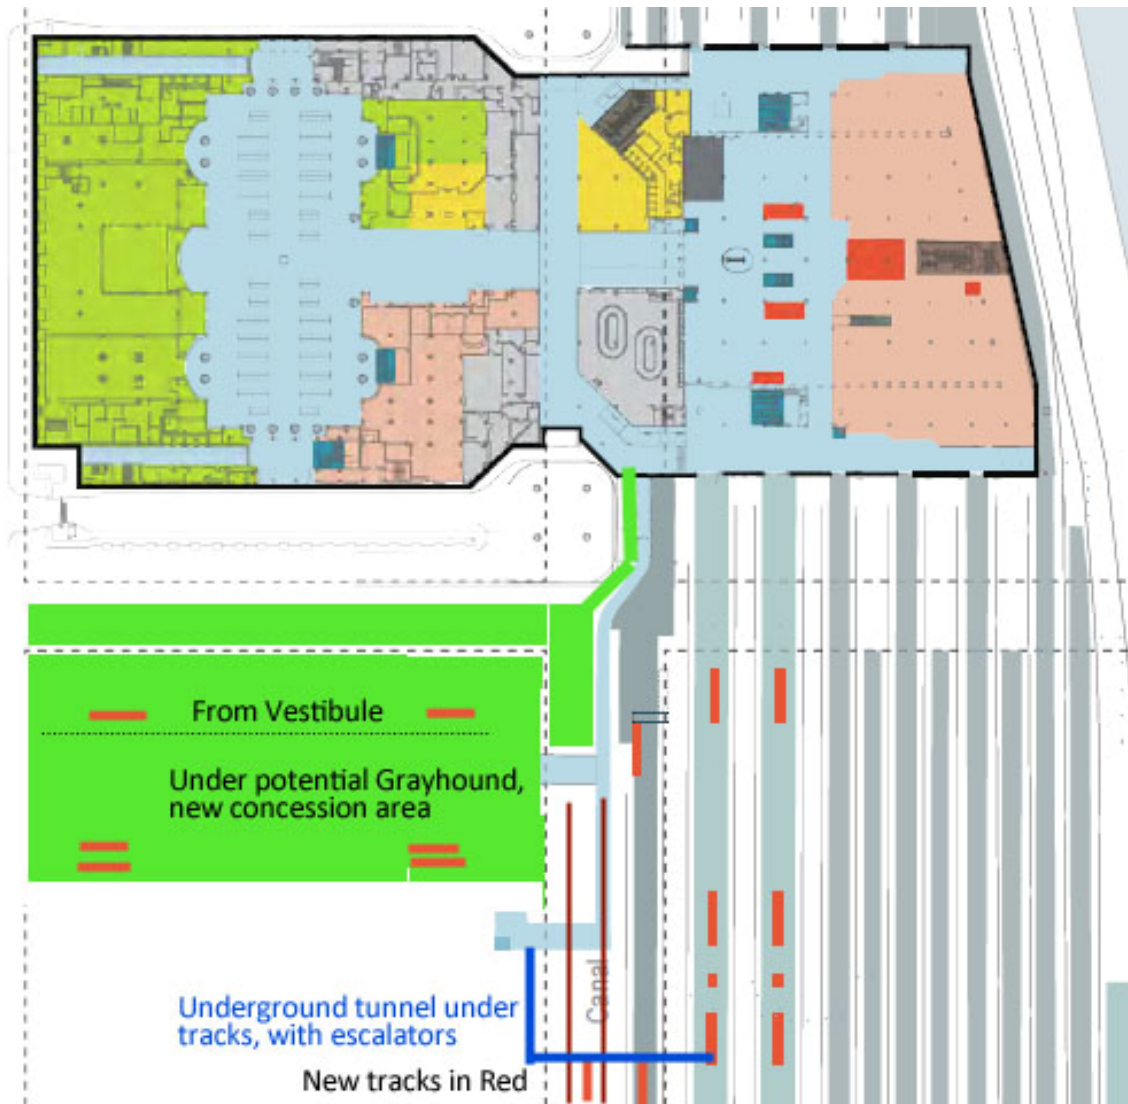 From Vestibule
Under potential Grayhound,
new concession area
Canal
Underground tunnel under
tracks, with escalators
New tracks in Red